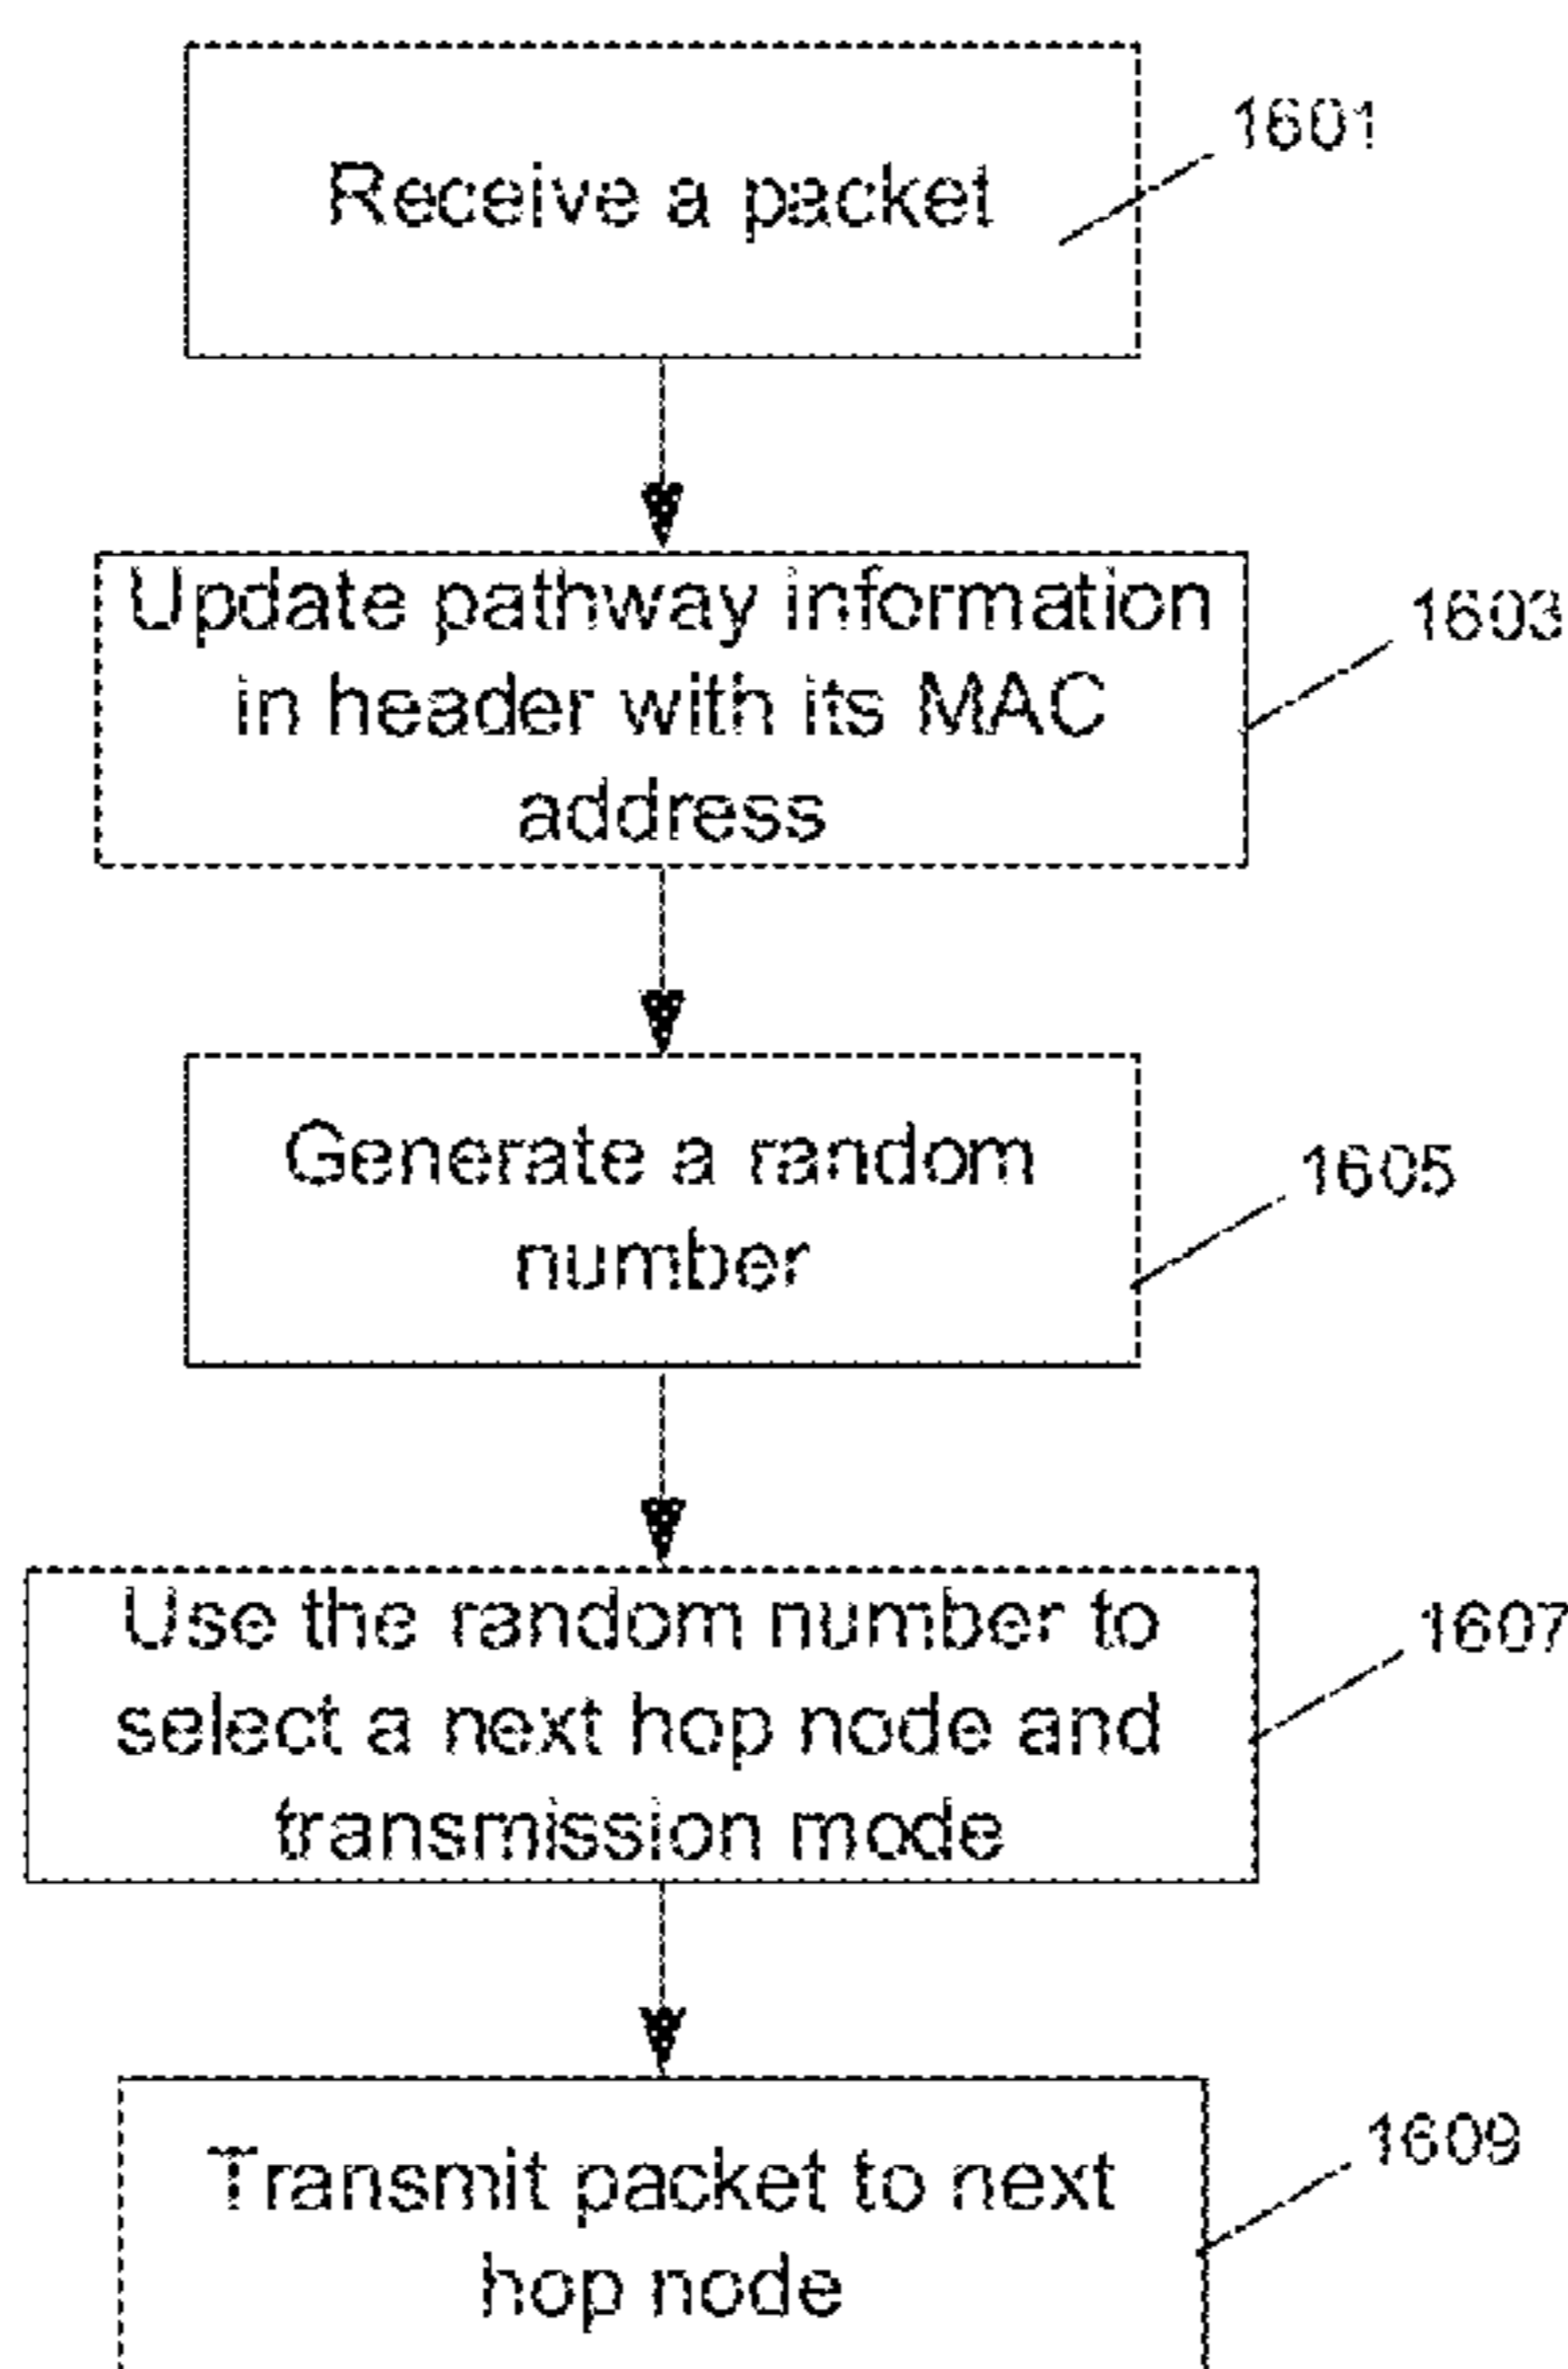 Receive a packet
1601
Update pathway information
in header with its MAC
address
1603
Generate a random
number
1605
Use the random number to
select a next hop node and
transmission mode
1607
Transmit packet to next
hop node
1609